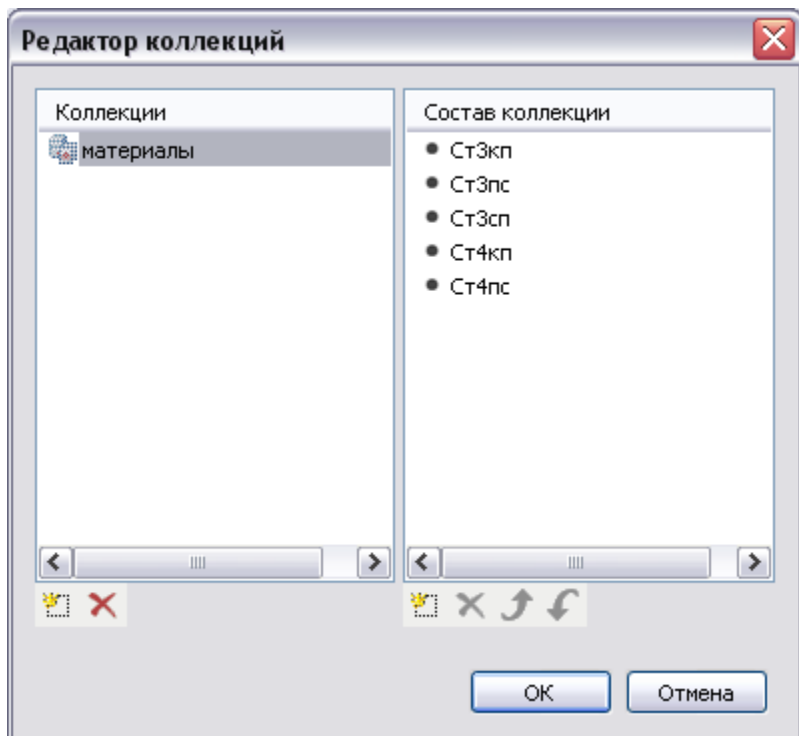 Редактор коллекций
Коллекции
материалы
Состав коллекции
Ст3кп
Ст3пс
Ст3сп
Ст4кп
Ст4пс
ОК
Отмена